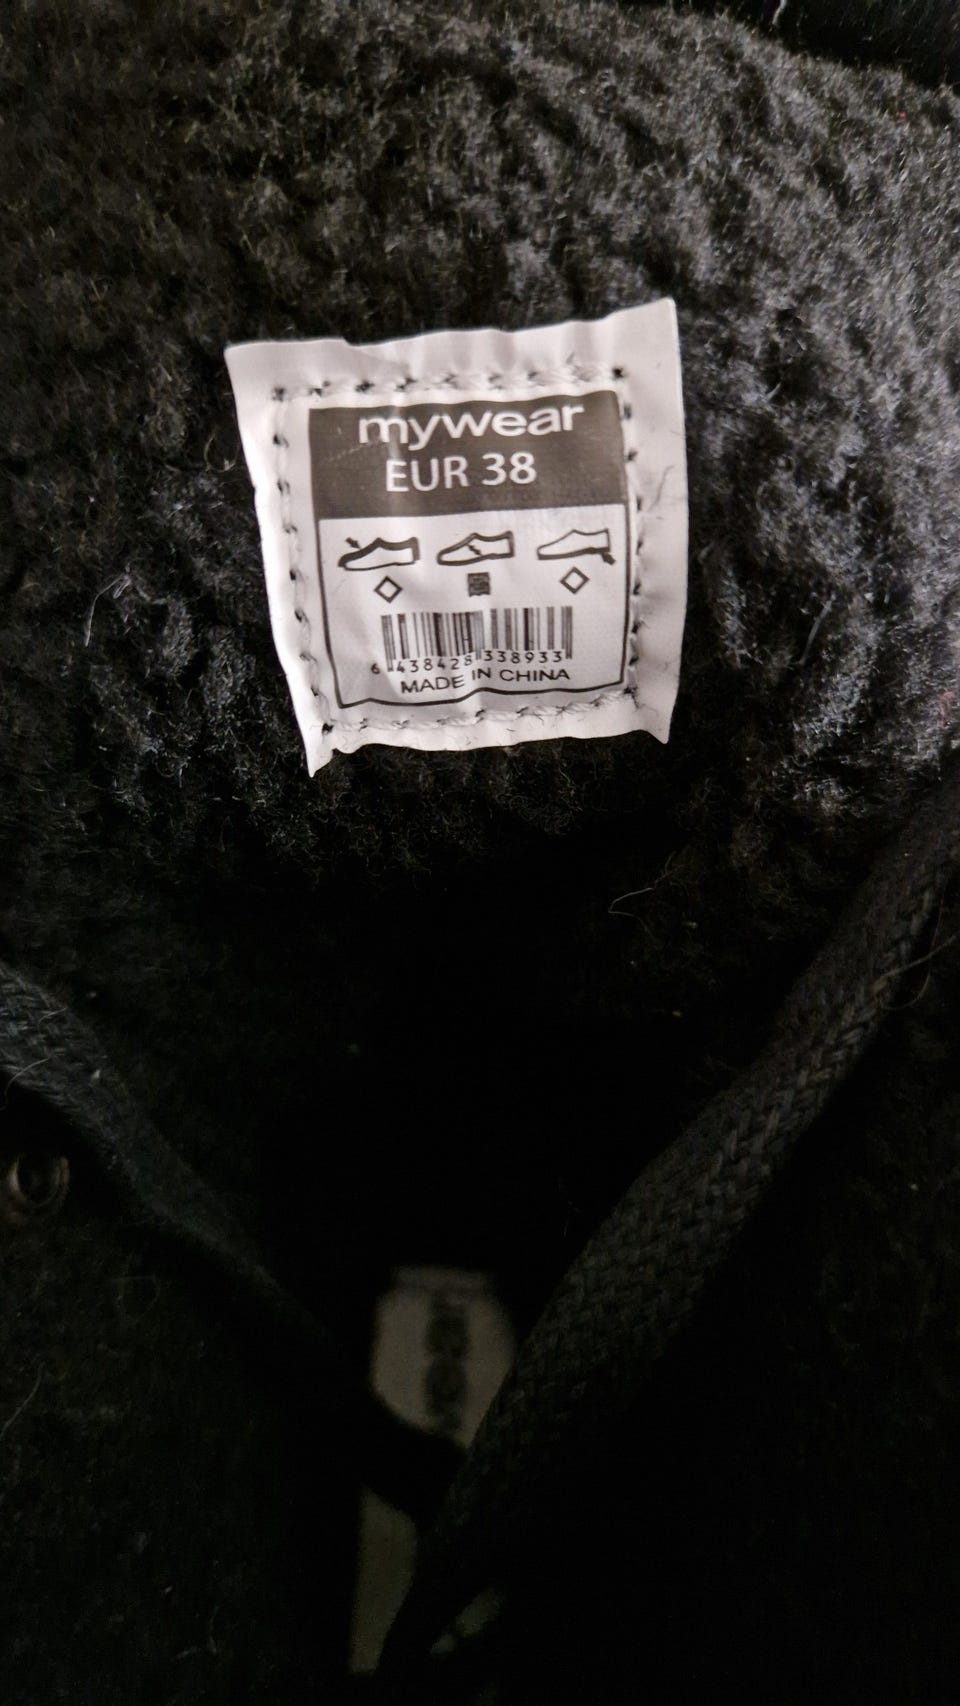 mywear
EUR 38
6 438428 338933
MADE IN CHINA